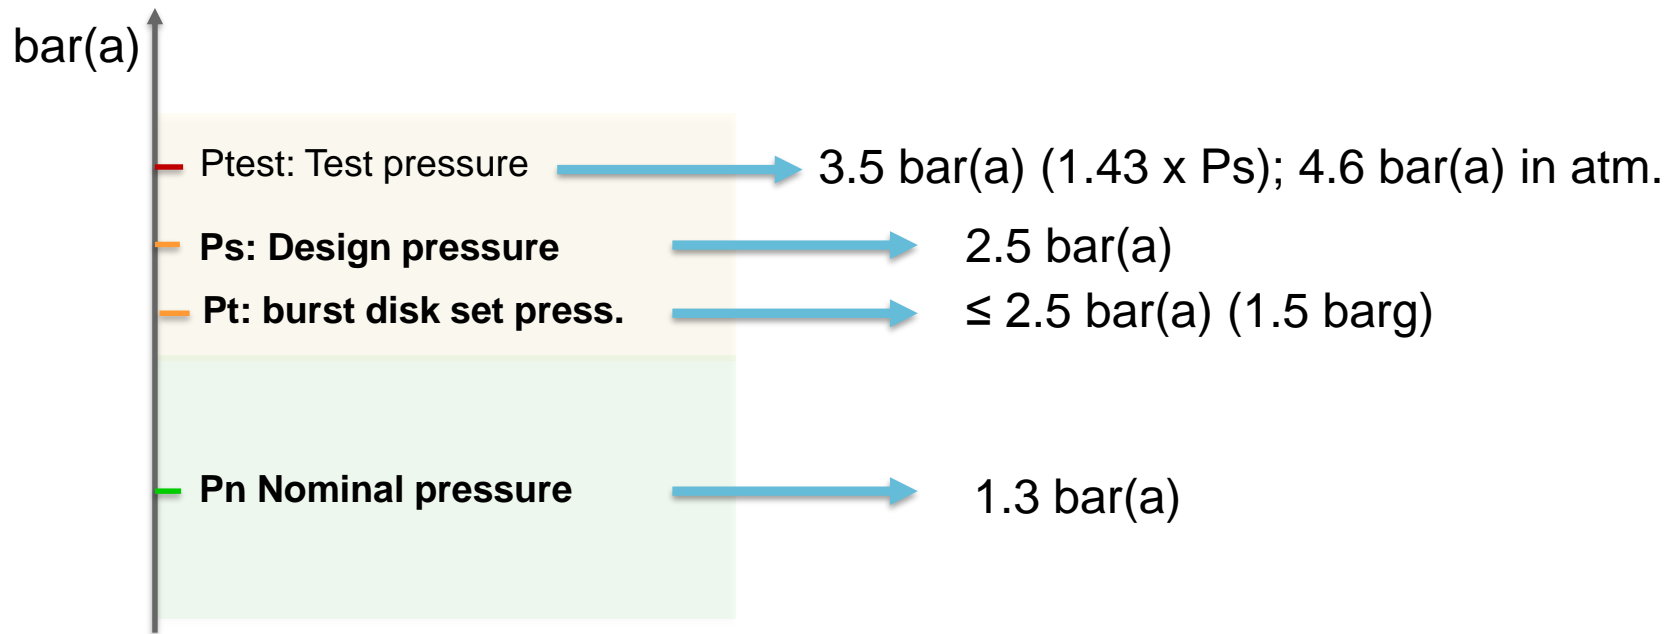 bar(a)
Ptest: Test pressure 3.5 bar(a) (1.43 x Ps); 4.6 bar(a) in atm.
Ps: Design pressure 2.5 bar(a)
Pt: burst disk set press. ≤ 2.5 bar(a) (1.5 barg)
Pn Nominal pressure 1.3 bar(a)